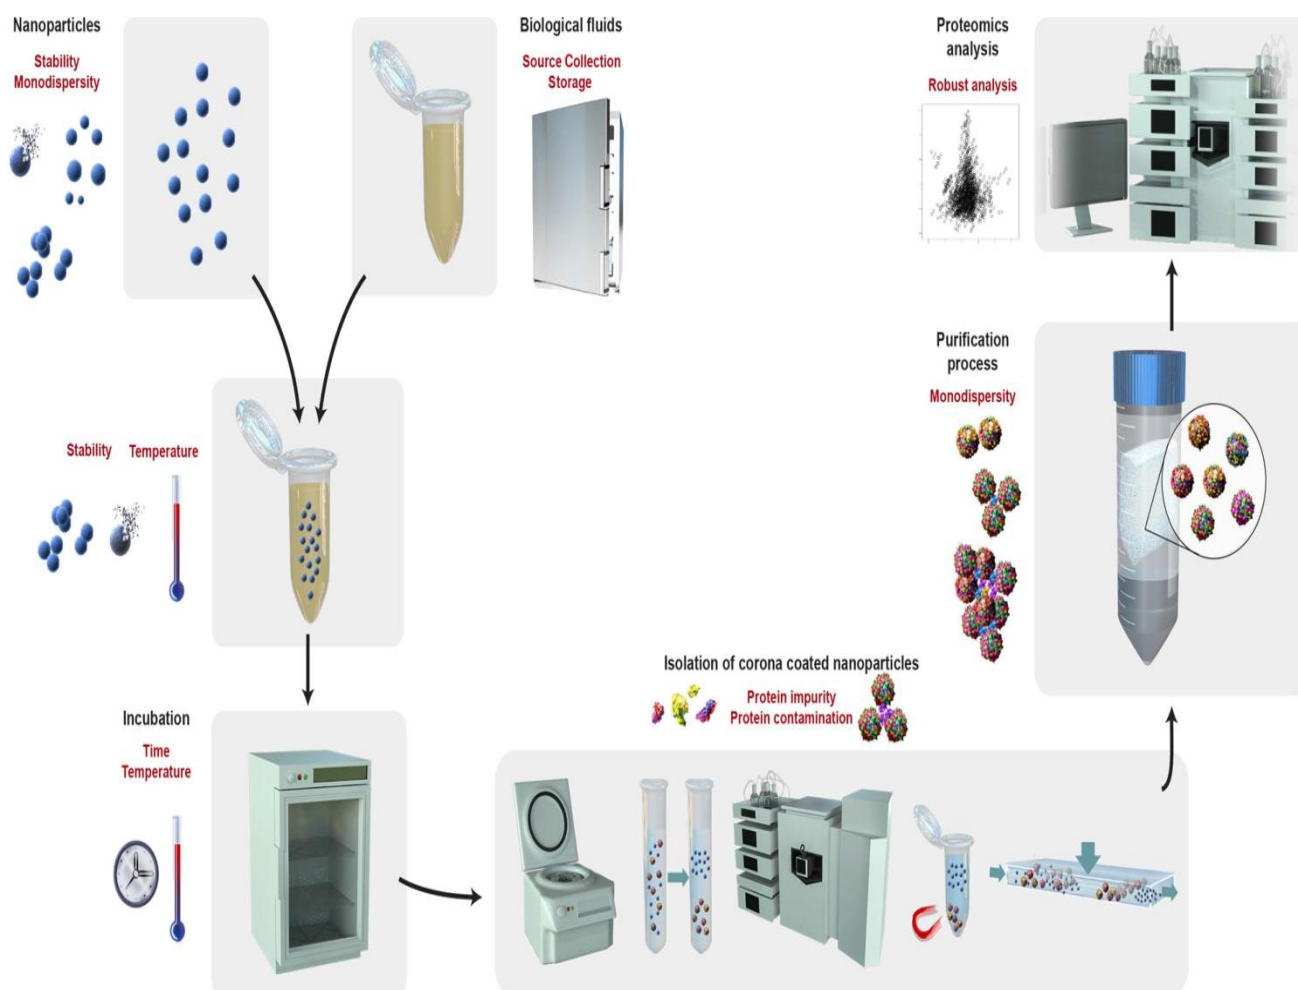 Nanoparticles
Stability
Monodispersity
Biological fluids
Source Collection
Storage
Proteomics
analysis
Robust analysis
Purification
process
Monodispersity
Stability
Temperature
Incubation
Time
Temperature
Isolation of corona coated nanoparticles
Protein impurity
Protein contamination